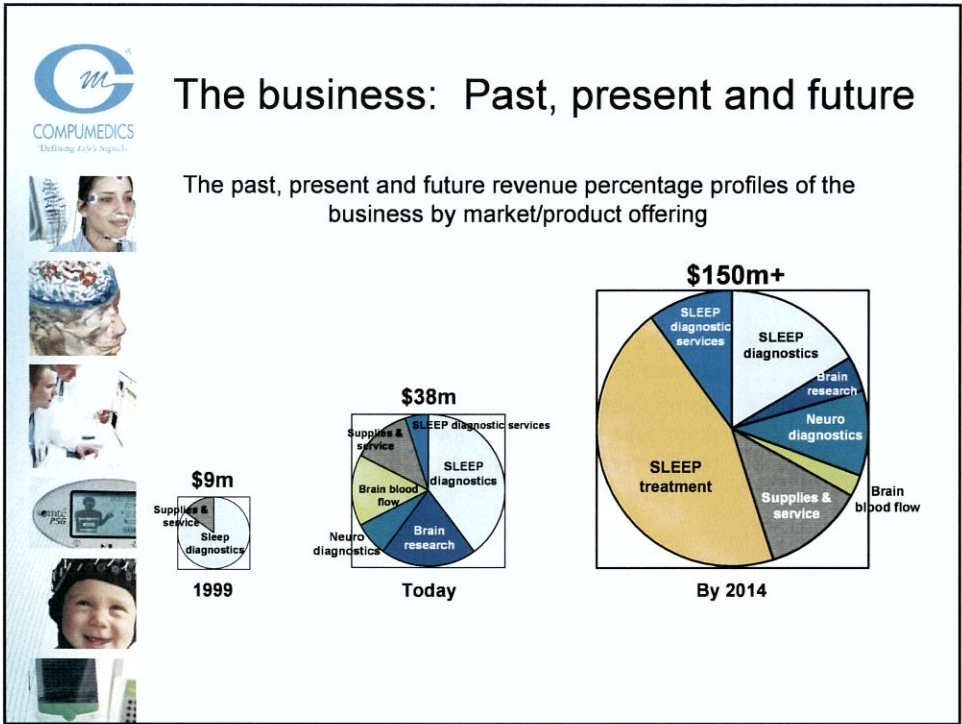 COMPUMEDICS
"Defining Life's Signals"
The business: Past, present and future
The past, present and future revenue percentage profiles of the
business by market/product offering
$9m
Supplies &
service
Sleep
diagnostics
1999
$38m
SLEEP diagnostic services
Supplies &
service
SLEEP
diagnostics
Brain blood
flow
Neuro
diagnostics
Brain
research
Today
$150m+
SLEEP
diagnostic
services
SLEEP
diagnostics
Brain
research
Neuro
diagnostics
SLEEP
treatment
Supplies &
service
Brain
blood flow
By 2014
PSG